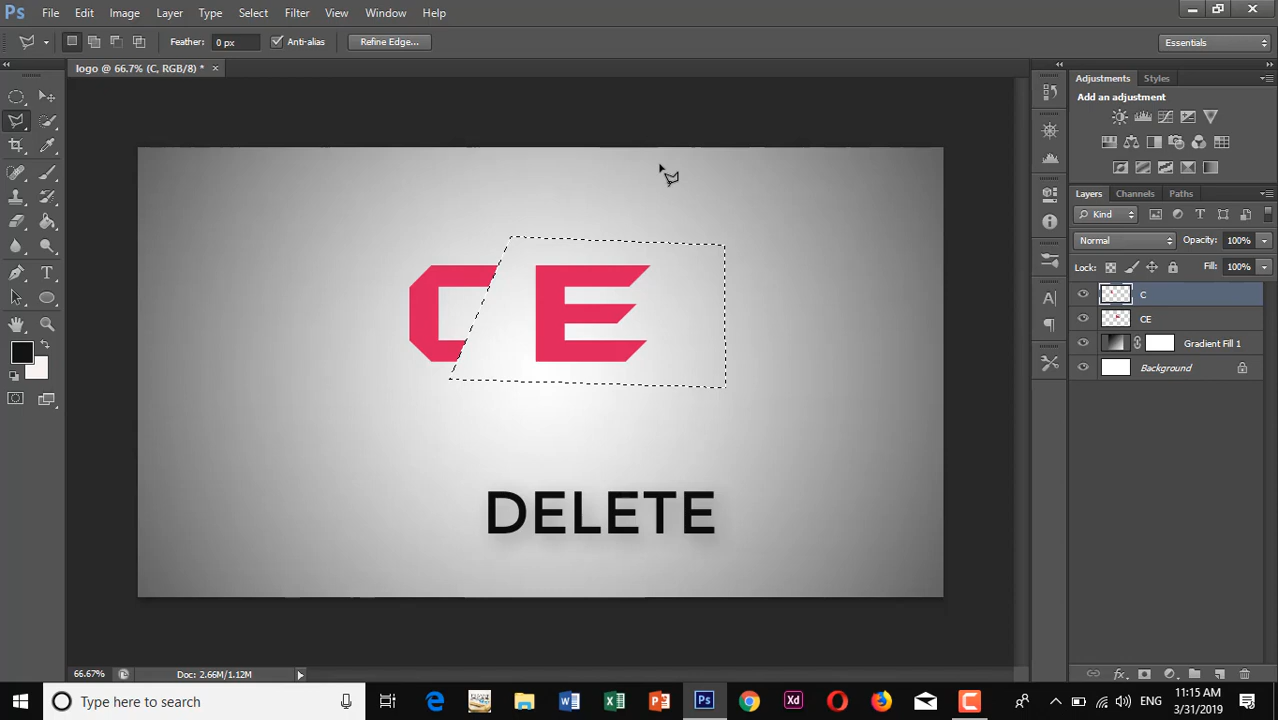 Ps File Edit Image Layer Type Select Filter View Window Help
Feather: 0 px Anti-alias Refine Edge... Essentials
logo @ 66.7% (C, RGB/8) * ×
Adjustments Styles
Add an adjustment
Layers Channels Paths
Kind
Normal Opacity: 100%
Lock: Fill: 100%
C
CE
Gradient Fill 1
Background
CE
DELETE
66.67% Doc: 2.66M/1.12M
Type here to search
ENG
11:15 AM
3/31/2019